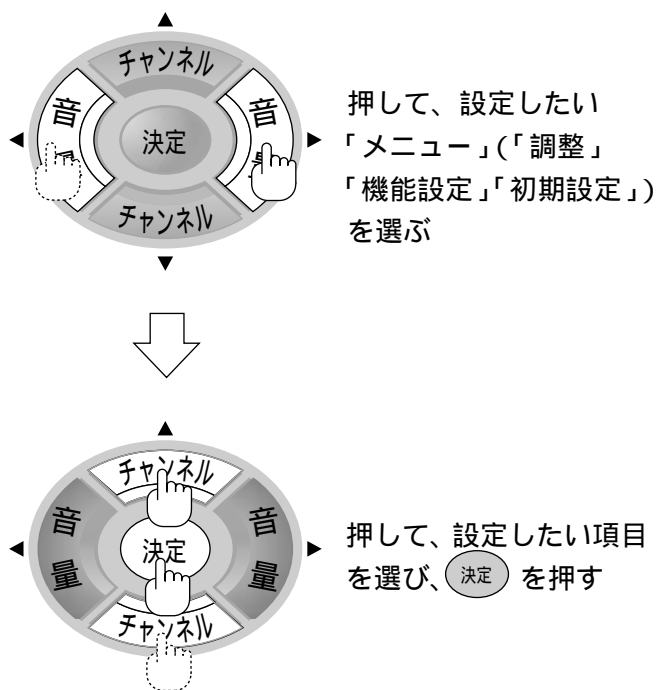 チャンネル
音
音
決定
チャンネル
押して、設定したい
「メニュー」(「調整」
「機能設定」「初期設定」)
を選ぶ
チャンネル
音量
音量
決定
チャンネル
押して、設定したい項目
を選び、決定 を押す